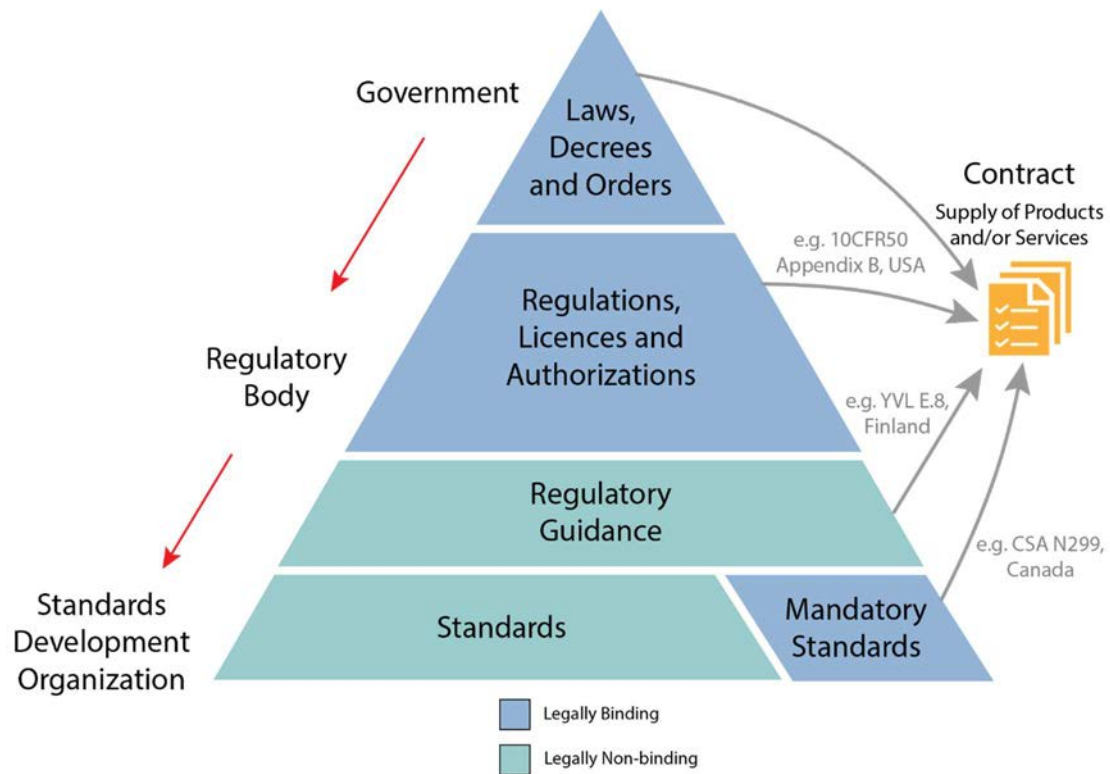 Government
Laws,
Decrees
and Orders
Contract
Supply of Products
and/or Services
e.g. 10CFR50
Appendix B, USA
Regulatory
Body
Regulations,
Licences and
Authorizations
e.g. YVL E.8,
Finland
Regulatory
Guidance
e.g. CSA N299,
Canada
Standards
Development
Organization
Standards
Mandatory
Standards
Legally Binding
Legally Non-binding